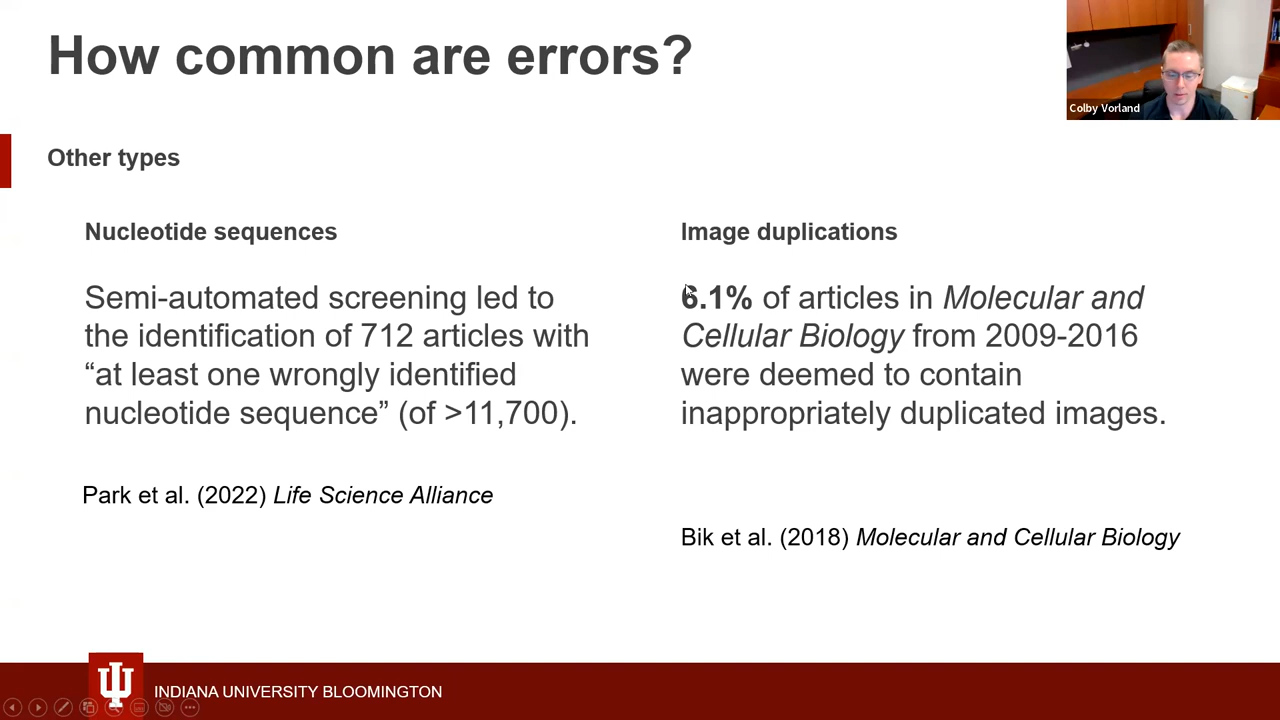 How common are errors?
Colby Vorland
Other types
Nucleotide sequences
Semi-automated screening led to
the identification of 712 articles with
“at least one wrongly identified
nucleotide sequence” (of >11,700).
Park et al. (2022) Life Science Alliance
Image duplications
6.1% of articles in Molecular and
Cellular Biology from 2009-2016
were deemed to contain
inappropriately duplicated images.
Bik et al. (2018) Molecular and Cellular Biology
INDIANA UNIVERSITY BLOOMINGTON